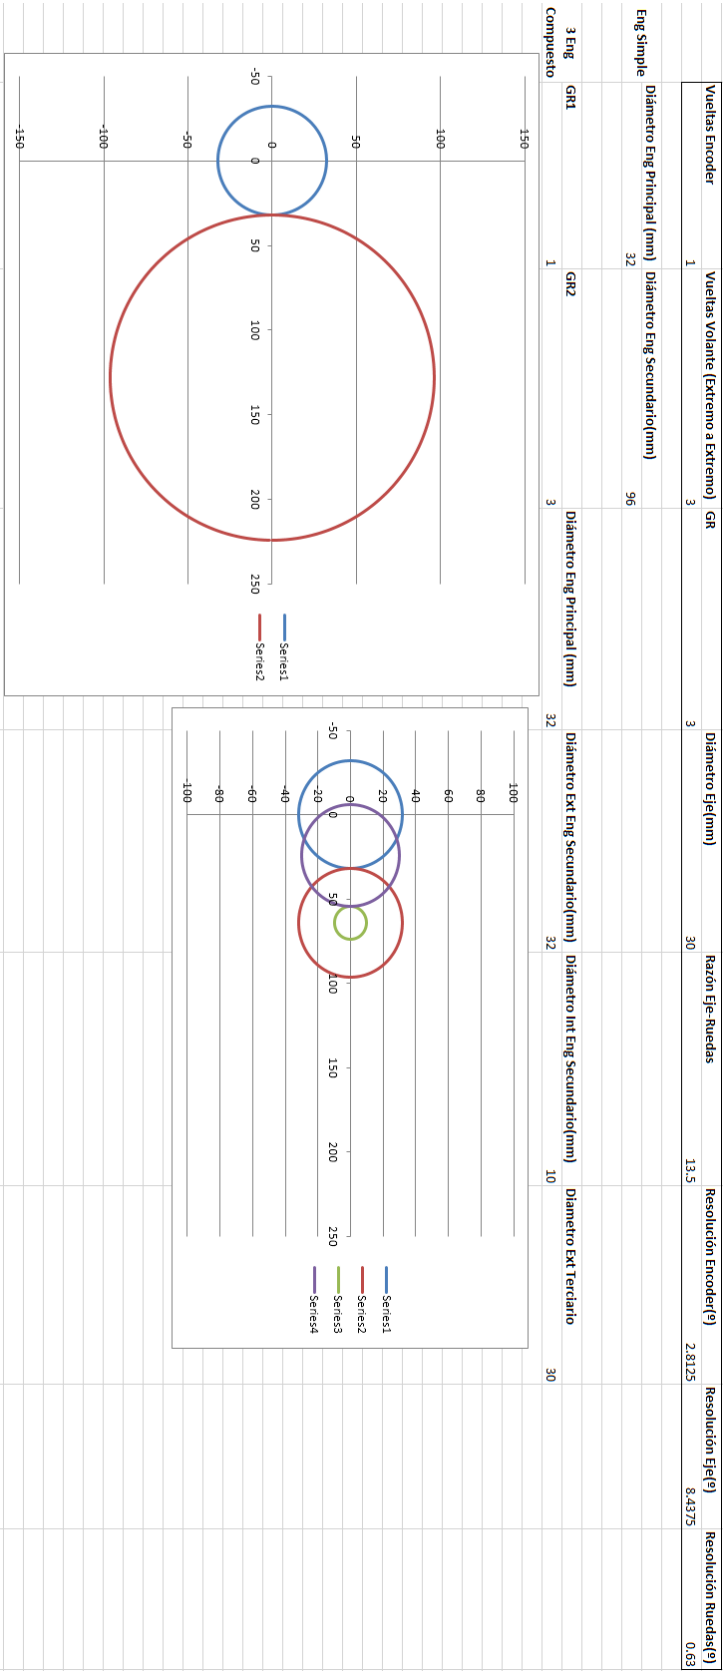 Vueltas Encoder Vueltas Volante (Extremo a Extremo) GR Diámetro Eje(mm) Razón Eje-Ruedas Resolución Encoder(º) Resolución Eje(º) Resolución Ruedas(º)
1 3 3 30 13.5 2.8125 8.4375 0.63
Diámetro Eng Principal (mm) Diámetro Eng Secundario(mm)
Eng Simple 32 96
3 Eng
Compuesto
GR1 GR2 Diámetro Eng Principal (mm) Diámetro Ext Eng Secundario(mm) Diámetro Int Eng Secundario(mm) Diametro Ext Terciario
1 3 32 32 10 30
150
100
50
0
-50
-100
-150
-50 0 50 100 150 200 250
Series1
Series2
100
80
60
40
20
0
-20
-40
-60
-80
-100
-50 0 50 100 150 200 250
Series1
Series2
Series3
Series4